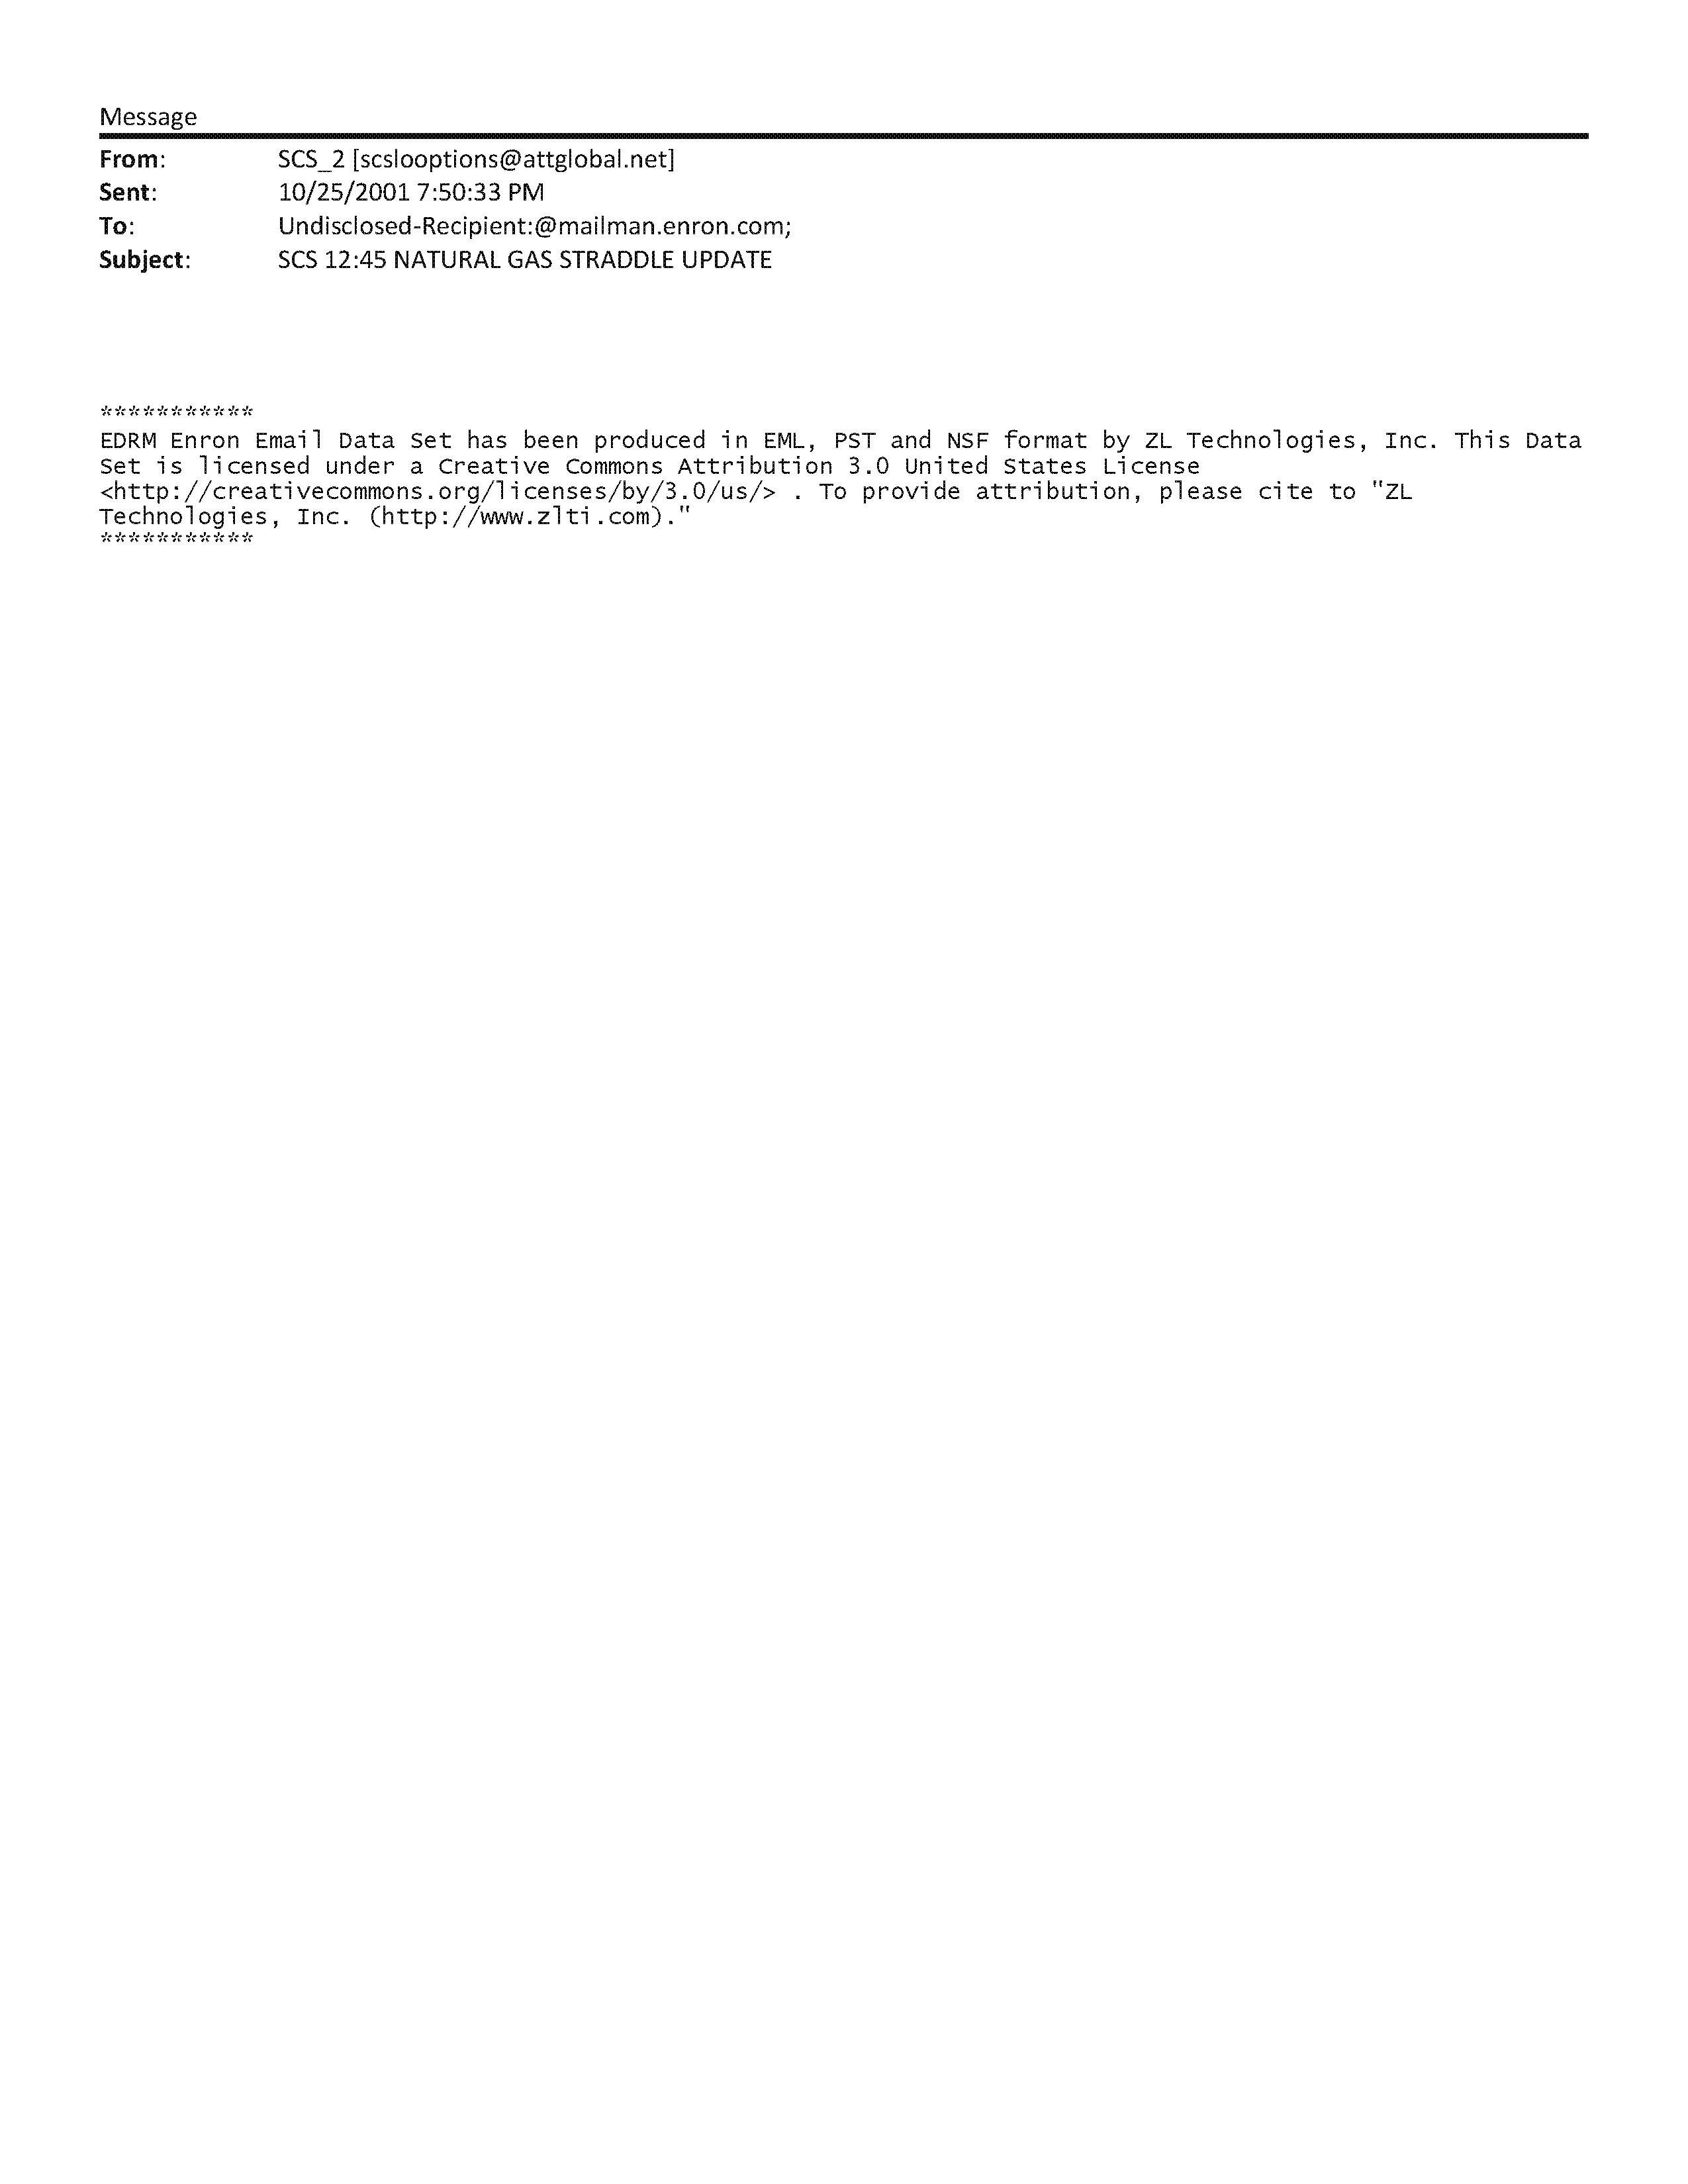 Message
From: SCS_2 [scslooptions@attglobal.net]
Sent: 10/25/2001 7:50:33 PM
To: Undisclosed-Recipient:@mailman.enron.com;
Subject: SCS 12:45 NATURAL GAS STRADDLE UPDATE
***********
EDRM Enron Email Data Set has been produced in EML, PST and NSF format by ZL Technologies, Inc. This Data
Set is licensed under a Creative Commons Attribution 3.0 United States License
<http://creativecommons.org/licenses/by/3.0/us/> . To provide attribution, please cite to "ZL
Technologies, Inc. (http://www.zlti.com)."
***********